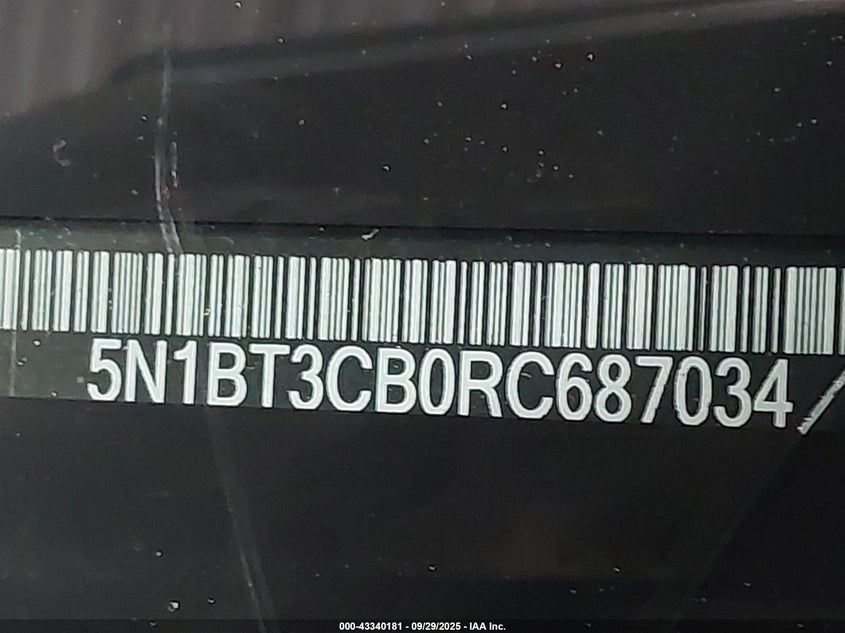 5N1BT3CB0RC687034/
000-43340181 - 09/29/2025 - IAA Inc.